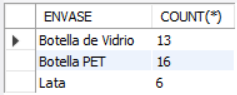 ENVASE COUNT(*)
Botella de Vidrio 13
Botella PET 16
Lata 6